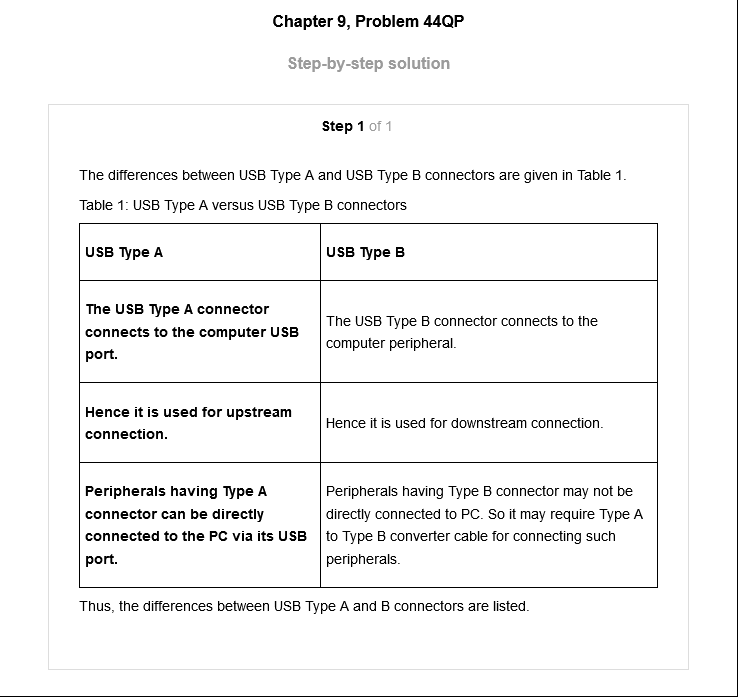 Chapter 9, Problem 44QP
Step-by-step solution
Step 1 of 1
The differences between USB Type A and USB Type B connectors are given in Table 1.
Table 1: USB Type A versus USB Type B connectors
USB Type A
USB Type B
The USB Type A connector
connects to the computer USB
port.
The USB Type B connector connects to the
computer peripheral.
Hence it is used for upstream
connection.
Hence it is used for downstream connection.
Peripherals having Type A
connector can be directly
connected to the PC via its USB
port.
Peripherals having Type B connector may not be
directly connected to PC. So it may require Type A
to Type B converter cable for connecting such
peripherals.
Thus, the differences between USB Type A and B connectors are listed.